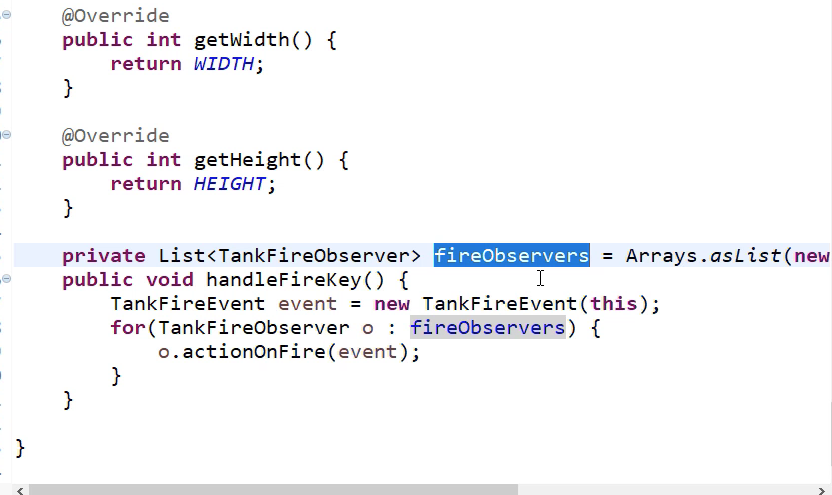 @Override
public int getWidth() {
return WIDTH;
}
@Override
public int getHeight() {
return HEIGHT;
}
private List<TankFireObserver> fireObservers = Arrays.asList(new
public void handleFireKey() {
TankFireEvent event = new TankFireEvent(this);
for(TankFireObserver o : fireObservers) {
o.actionOnFire(event);
}
}
}